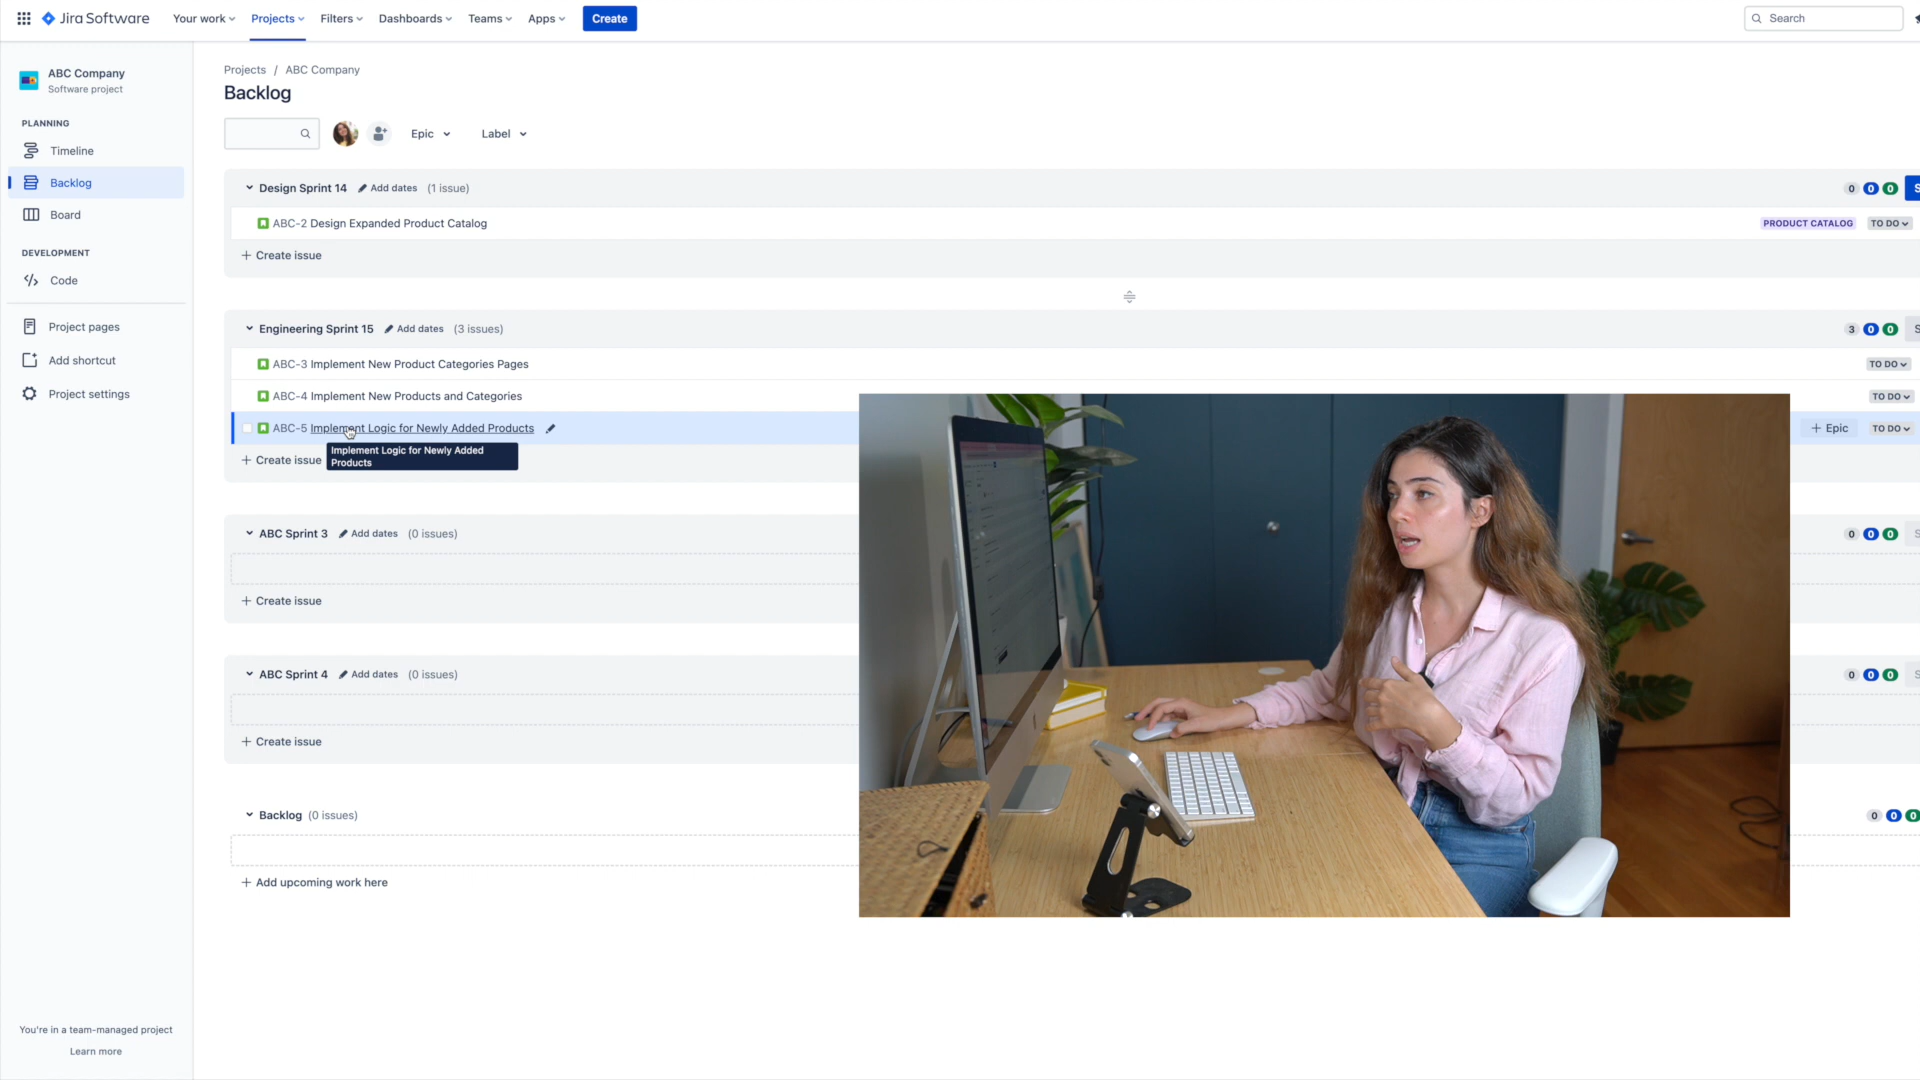 Jira Software Your work Projects Filters Dashboards Teams Apps Create Search
ABC Company
Software project
PLANNING
Timeline
Backlog
Board
DEVELOPMENT
Code
Project pages
Add shortcut
Project settings
You're in a team-managed project
Learn more
Projects / ABC Company
Backlog
Epic Label
Design Sprint 14 Add dates (1 issue) 0 0 0 S
ABC-2 Design Expanded Product Catalog PRODUCT CATALOG TO DO
+ Create issue
Engineering Sprint 15 Add dates (3 issues) 3 0 0 S
ABC-3 Implement New Product Categories Pages TO DO
ABC-4 Implement New Products and Categories TO DO
ABC-5 Implement Logic for Newly Added Products + Epic TO DO
Implement Logic for Newly Added
Products
+ Create issue
ABC Sprint 3 Add dates (0 issues) 0 0 0 S
+ Create issue
ABC Sprint 4 Add dates (0 issues) 0 0 0 S
+ Create issue
Backlog (0 issues) 0 0 0
+ Add upcoming work here